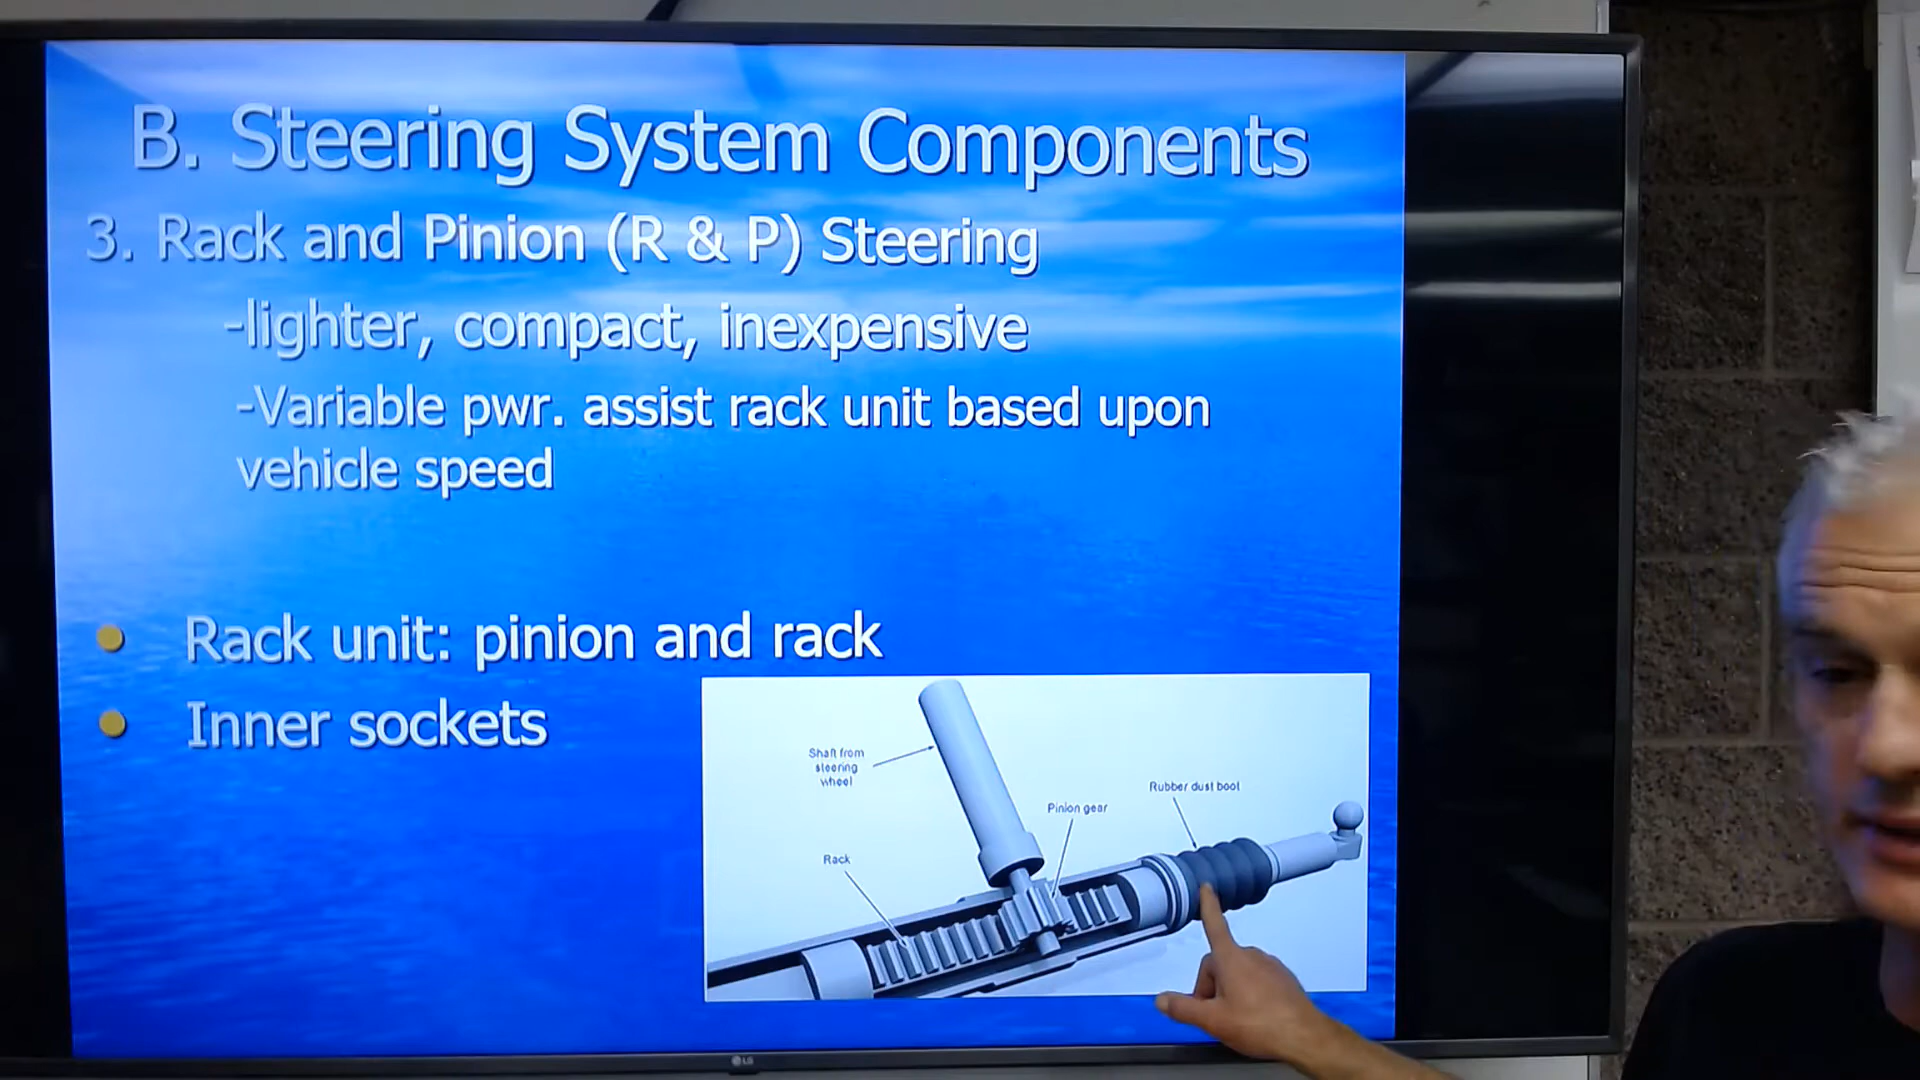 B. Steering System Components
3. Rack and Pinion (R & P) Steering
-lighter, compact, inexpensive
-Variable pwr. assist rack unit based upon
vehicle speed
Rack unit: pinion and rack
Inner sockets
Shaft from
steering
wheel
Rubber dust boot
Pinion gear
Rack
LG